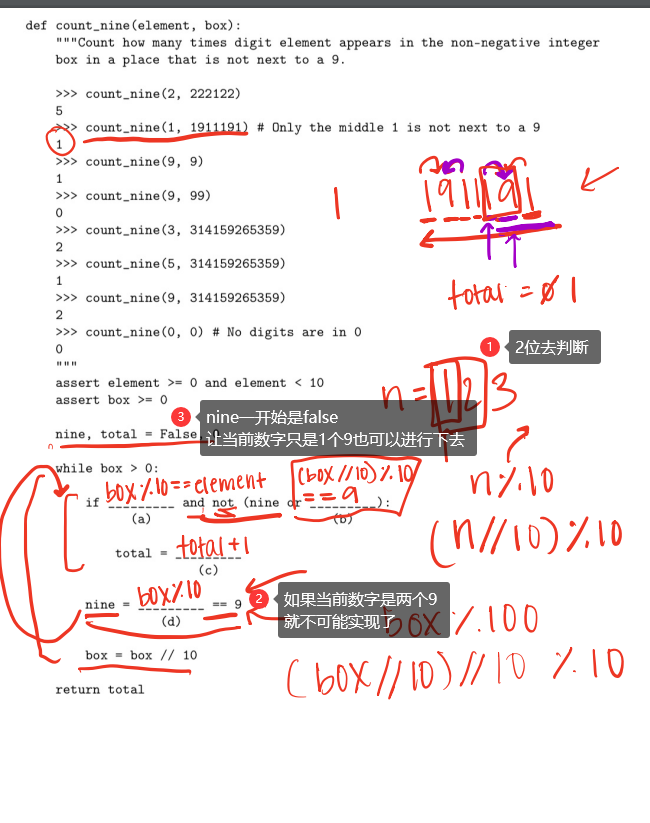 def count_nine(element, box):
"""Count how many times digit element appears in the non-negative integer
box in a place that is not next to a 9.
>>> count_nine(2, 222122)
5
>>> count_nine(1, 1911191) # Only the middle 1 is not next to a 9
1
>>> count_nine(9, 9)
1
>>> count_nine(9, 99)
0
>>> count_nine(3, 314159265359)
2
>>> count_nine(5, 314159265359)
1
>>> count_nine(9, 314159265359)
2
>>> count_nine(0, 0) # No digits are in 0
0
"""
1
1911191
total = 0 1
1 2位去判断
assert element >= 0 and element < 10
assert box >= 0
n = 123
3 nine一开始是false
让当前数字只是1个9也可以进行下去
nine, total = False,
while box > 0:
n%10
(n//10)%10
if box%10==element and not (nine or (box//10)%10 == 9):
(a) (b)
total = total+1
(c)
nine = box%10 == 9
(d)
2 如果当前数字是两个9
就不可能实现了
box%100
box = box // 10
(box//10)//10 %10
return total